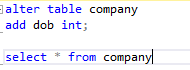 alter table company
add dob int;
select * from company